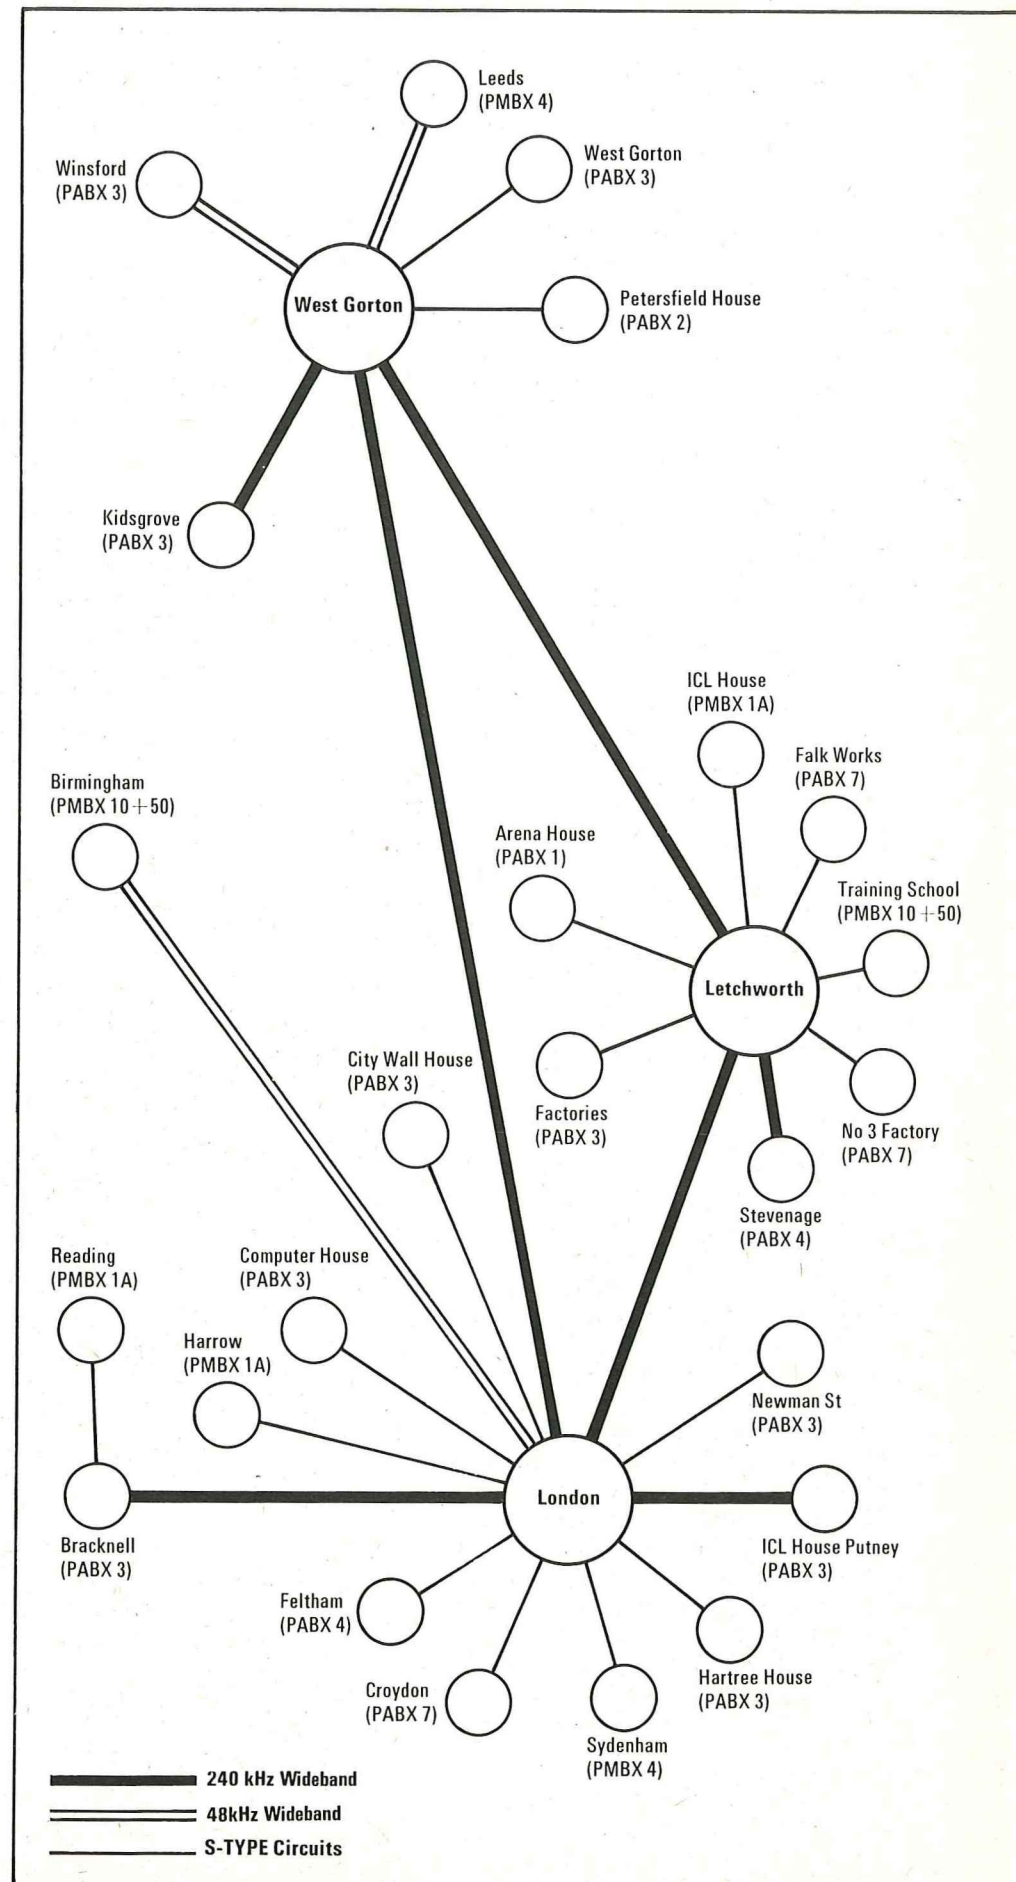 Leeds
(PMBX 4)
West Gorton
(PABX 3)
Winsford
(PABX 3)
West Gorton
Petersfield House
(PABX 2)
Kidsgrove
(PABX 3)
ICL House
(PMBX 1A)
Falk Works
(PABX 7)
Birmingham
(PMBX 10+50)
Arena House
(PABX 1)
Training School
(PMBX 10+50)
Letchworth
City Wall House
(PABX 3)
Factories
(PABX 3)
No 3 Factory
(PABX 7)
Stevenage
(PABX 4)
Reading
(PMBX 1A)
Computer House
(PABX 3)
Harrow
(PMBX 1A)
Newman St
(PABX 3)
London
Bracknell
(PABX 3)
ICL House Putney
(PABX 3)
Feltham
(PABX 4)
Croydon
(PABX 7)
Hartree House
(PABX 3)
Sydenham
(PMBX 4)
240 kHz Wideband
48kHz Wideband
S-TYPE Circuits